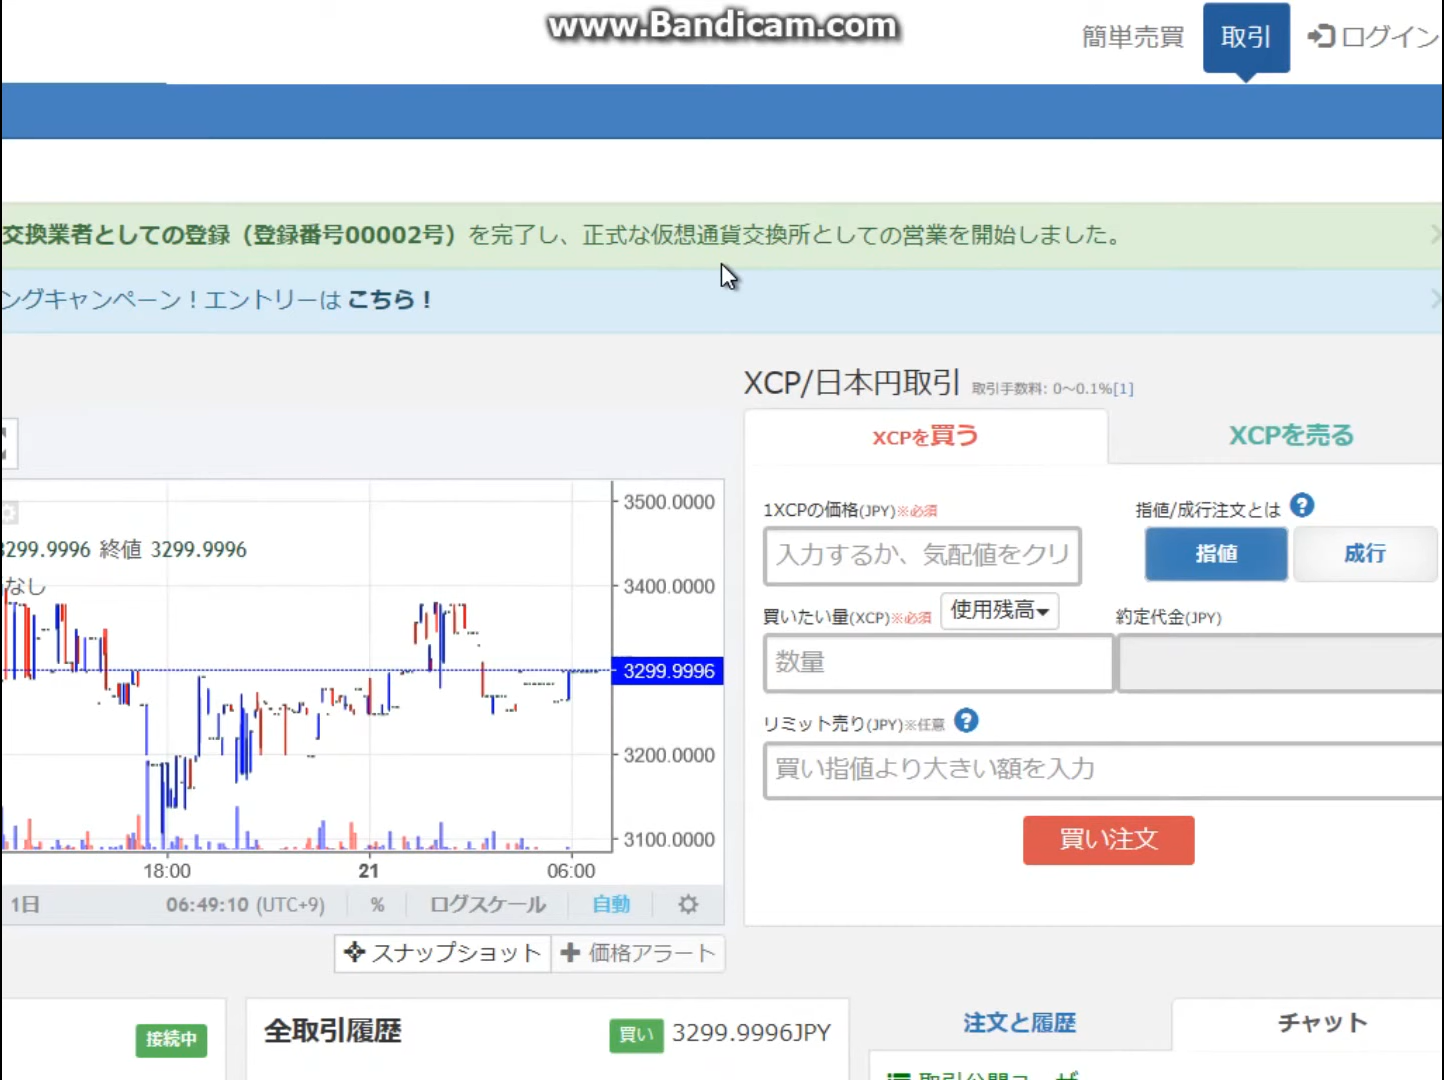 www.Bandicam.com
簡単売買
取引
ログイン
交換業者としての登録（登録番号00002号）を完了し、正式な仮想通貨交換所としての営業を開始しました。
ングキャンペーン！エントリーは こちら！
XCP/日本円取引 取引手数料: 0～0.1%[1]
XCPを買う
XCPを売る
1XCPの価格(JPY)※必須
指値/成行注文とは
入力するか、気配値をクリ
指値
成行
買いたい量(XCP)※必須
使用残高
約定代金(JPY)
数量
リミット売り(JPY)※任意
買い指値より大きい額を入力
買い注文
3299.9996 終値 3299.9996
なし
3500.0000
3400.0000
3299.9996
3200.0000
3100.0000
18:00
21
06:00
1日
06:49:10 (UTC+9)
%
ログスケール
自動
スナップショット
価格アラート
接続中
全取引履歴
買い
3299.9996JPY
注文と履歴
チャット